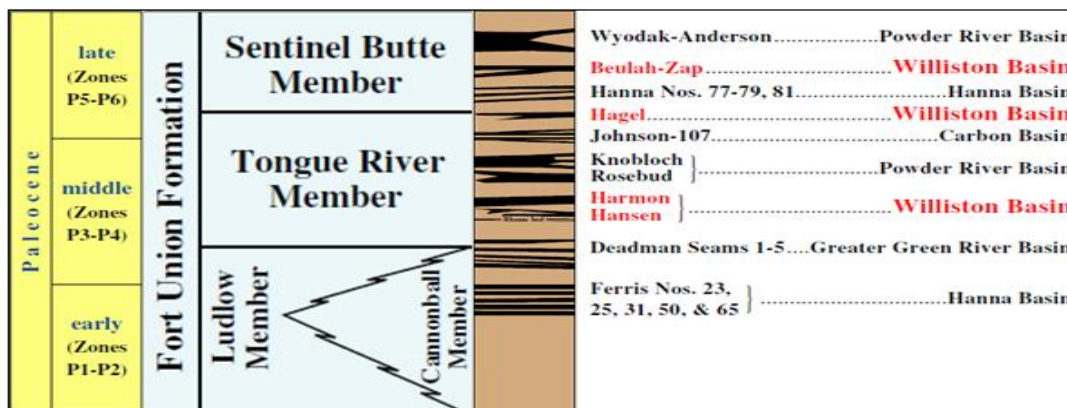 Paleocene
late
(Zones
P5-P6)
middle
(Zones
P3-P4)
early
(Zones
P1-P2)
Fort Union Formation
Sentinel Butte
Member
Tongue River
Member
Ludlow
Member
Cannonball
Member
Wyodak-Anderson....................Powder River Basin
Beulah-Zap..................................Williston Basin
Hanna Nos. 77-79, 81......................Hanna Basin
Hagel.............................................Williston Basin
Johnson-107.................................Carbon Basin
Knobloch
Rosebud } ..........................Powder River Basin
Harmon
Hansen } ...............................Williston Basin
Deadman Seams 1-5....Greater Green River Basin
Ferris Nos. 23,
25, 31, 50, & 65 } ...........................Hanna Basin